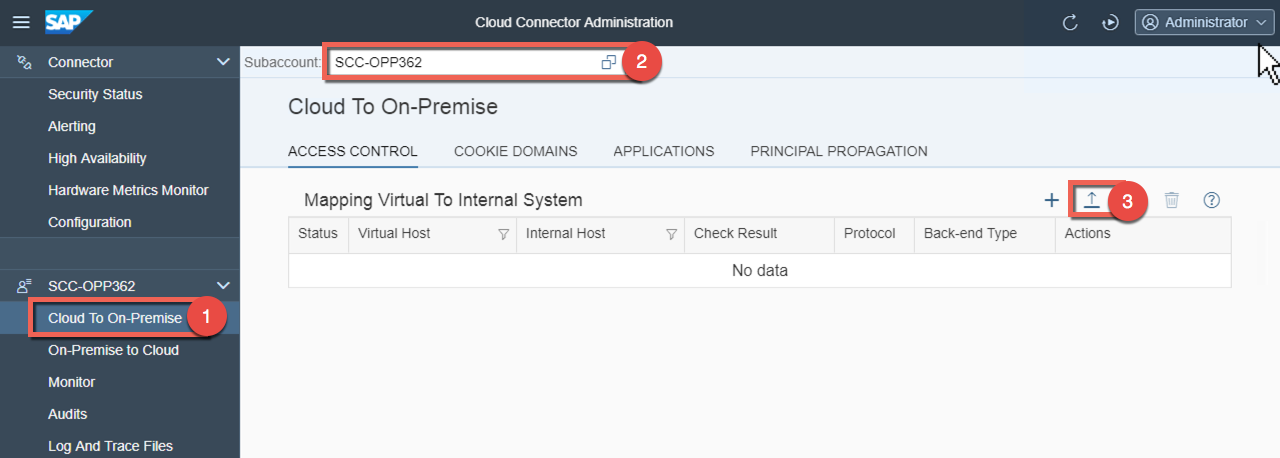 SAP
Cloud Connector Administration
Administrator
Connector
Security Status
Alerting
High Availability
Hardware Metrics Monitor
Configuration
SCC-OPP362
Cloud To On-Premise
1
On-Premise to Cloud
Monitor
Audits
Log And Trace Files
Subaccount: SCC-OPP362
2
Cloud To On-Premise
ACCESS CONTROL COOKIE DOMAINS APPLICATIONS PRINCIPAL PROPAGATION
Mapping Virtual To Internal System
3
Status Virtual Host Internal Host Check Result Protocol Back-end Type Actions
No data